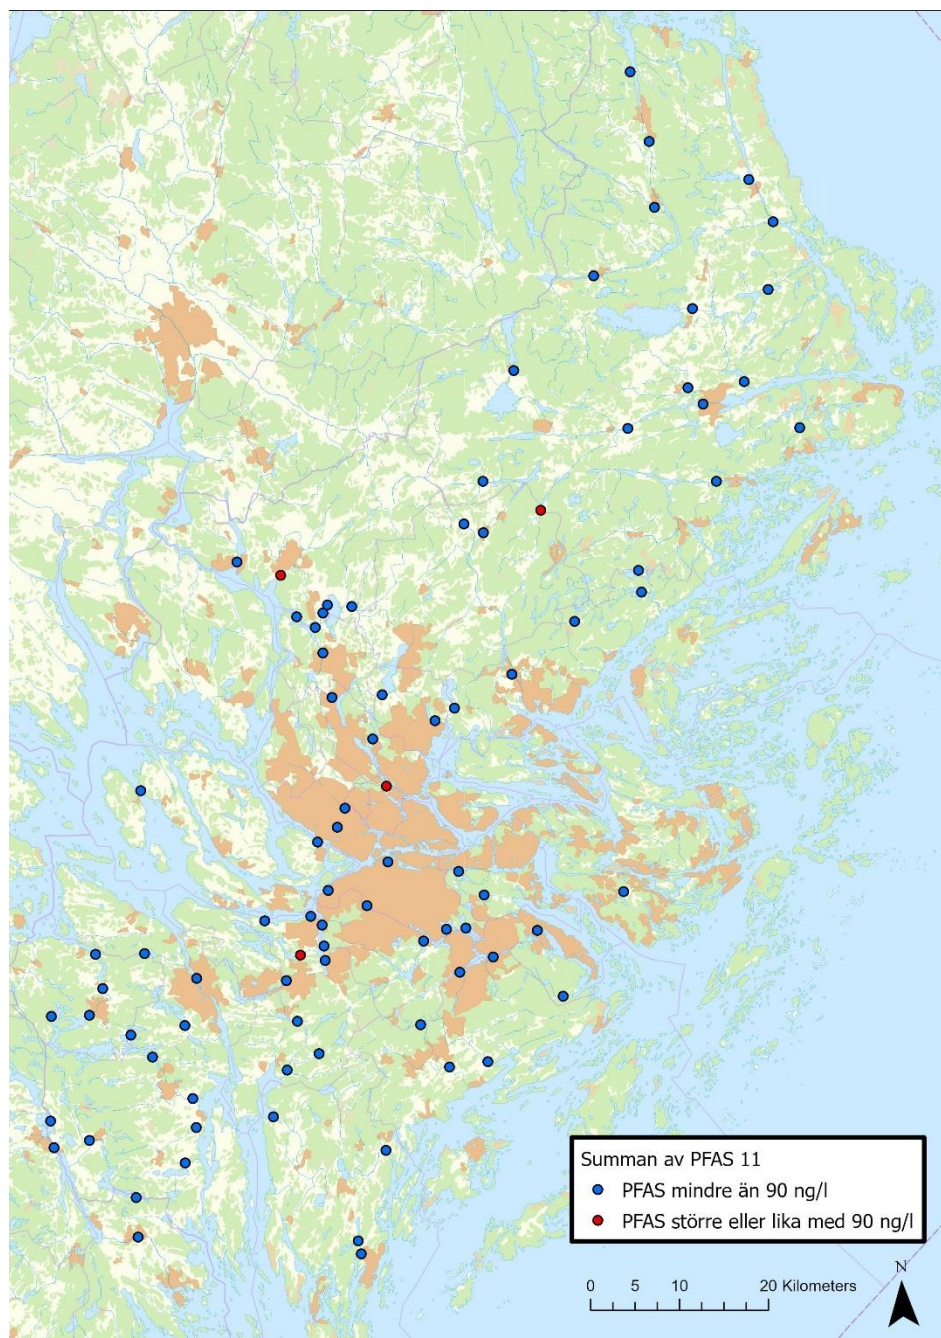 Summan av PFAS 11
PFAS mindre än 90 ng/l
PFAS större eller lika med 90 ng/l
N
0 5 10 20 Kilometers